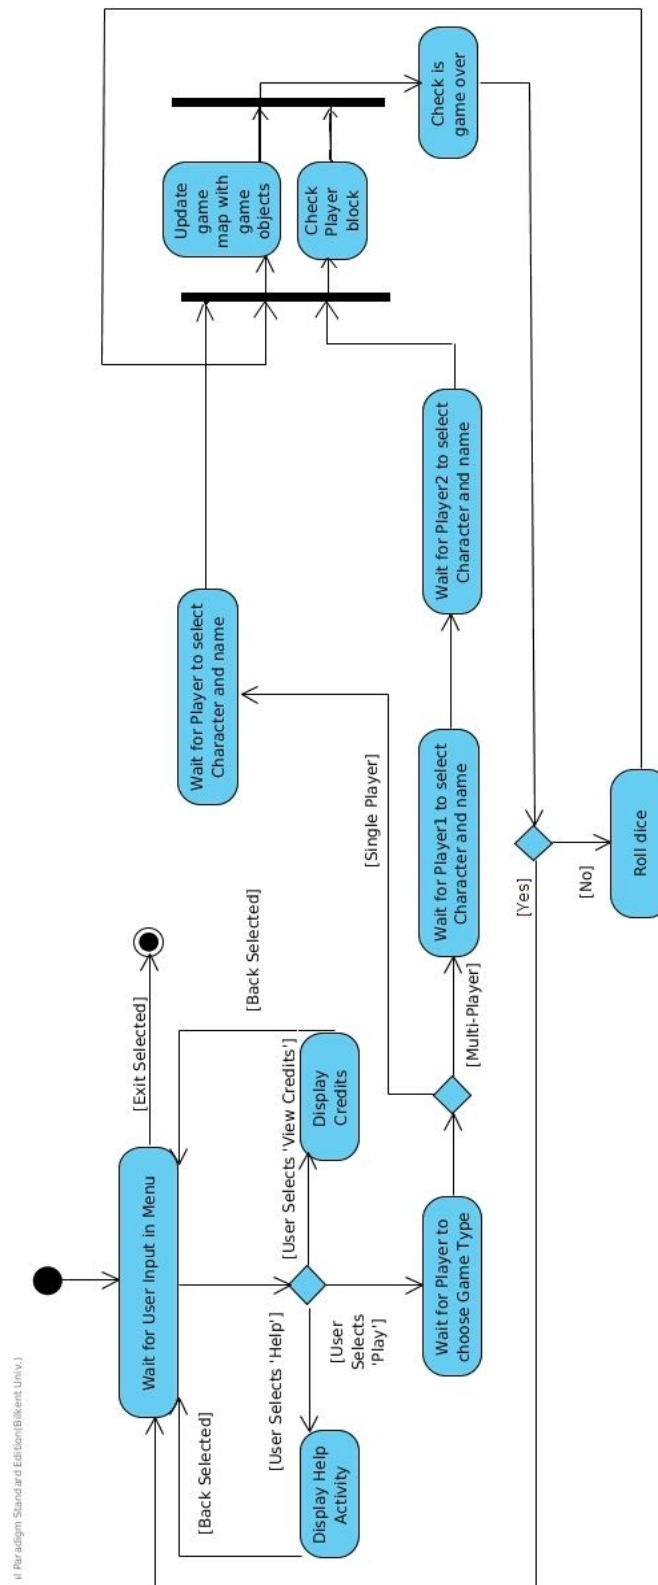 al Paradigm Standard Edition(Bilkent Univ.)
Wait for User Input in Menu
[Exit Selected]
[Back Selected]
[Back Selected]
[User Selects 'Help']
[User Selects 'View Credits']
Display Help
Activity
Display
Credits
[User
Selects
'Play']
Wait for Player to
choose Game Type
[Single Player]
[Multi-Player]
Wait for Player to select
Character and name
Wait for Player1 to select
Character and name
Wait for Player2 to select
Character and name
Update
game
map with
game
objects
Check
Player
block
Check is
game over
[Yes]
[No]
Roll dice